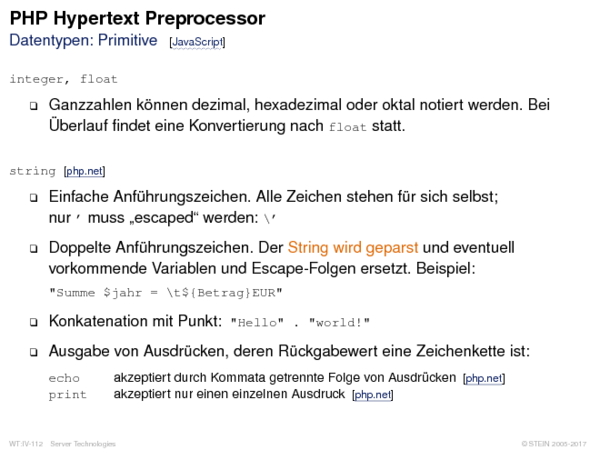 PHP Hypertext Preprocessor
Datentypen: Primitive [JavaScript]
integer, float
❑ Ganzzahlen können dezimal, hexadezimal oder oktal notiert werden. Bei
Überlauf findet eine Konvertierung nach float statt.
string [php.net]
❑ Einfache Anführungszeichen. Alle Zeichen stehen für sich selbst;
nur ' muss „escaped“ werden: \'
❑ Doppelte Anführungszeichen. Der String wird geparst und eventuell
vorkommende Variablen und Escape-Folgen ersetzt. Beispiel:
"Summe $jahr = \t${Betrag}EUR"
❑ Konkatenation mit Punkt: "Hello" . "world!"
❑ Ausgabe von Ausdrücken, deren Rückgabewert eine Zeichenkette ist:
echo akzeptiert durch Kommata getrennte Folge von Ausdrücken [php.net]
print akzeptiert nur einen einzelnen Ausdruck [php.net]
WT:IV-112 Server Technologies © STEIN 2005-2017